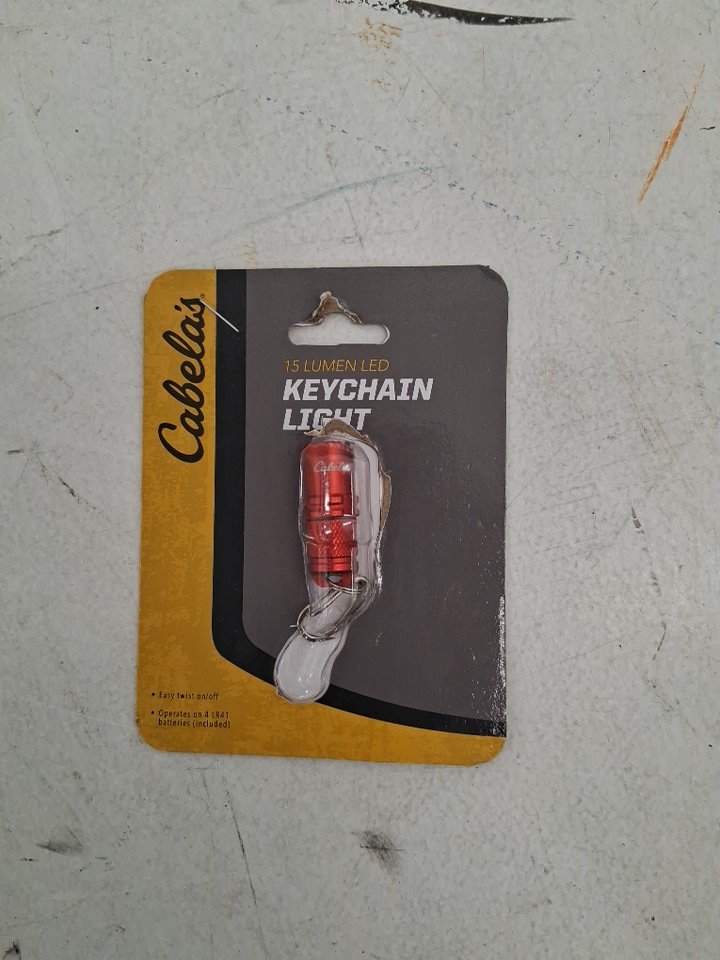 Cabela's®
15 LUMEN LED
KEYCHAIN
LIGHT
Cabela's
• Easy twist on/off
• Operates on 4 LR41
batteries (included)